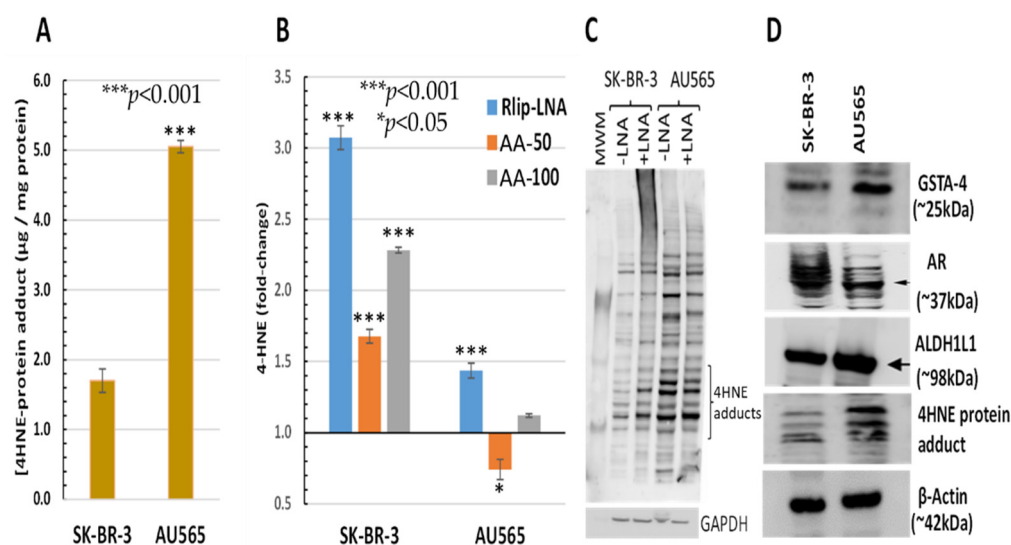 A
[4HNE-protein adduct (µg / mg protein)
6.0
5.0
4.0
3.0
2.0
1.0
0.0
***p<0.001
***
SK-BR-3 AU565
B
4-HNE (fold-change)
3.5
3.0
2.5
2.0
1.5
1.0
0.5
***p<0.001
*p<0.05
Rlip-LNA
AA-50
AA-100
***
***
***
***
*
SK-BR-3 AU565
C
SK-BR-3 AU565
MWM
-LNA
+LNA
-LNA
+LNA
4HNE
adducts
GAPDH
D
SK-BR-3
AU565
GSTA-4
(~25kDa)
AR
(~37kDa)
ALDH1L1
(~98kDa)
4HNE protein
adduct
β-Actin
(~42kDa)